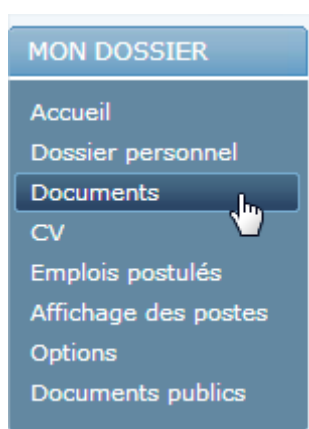 MON DOSSIER
Accueil
Dossier personnel
Documents
CV
Emplois postulés
Affichage des postes
Options
Documents publics